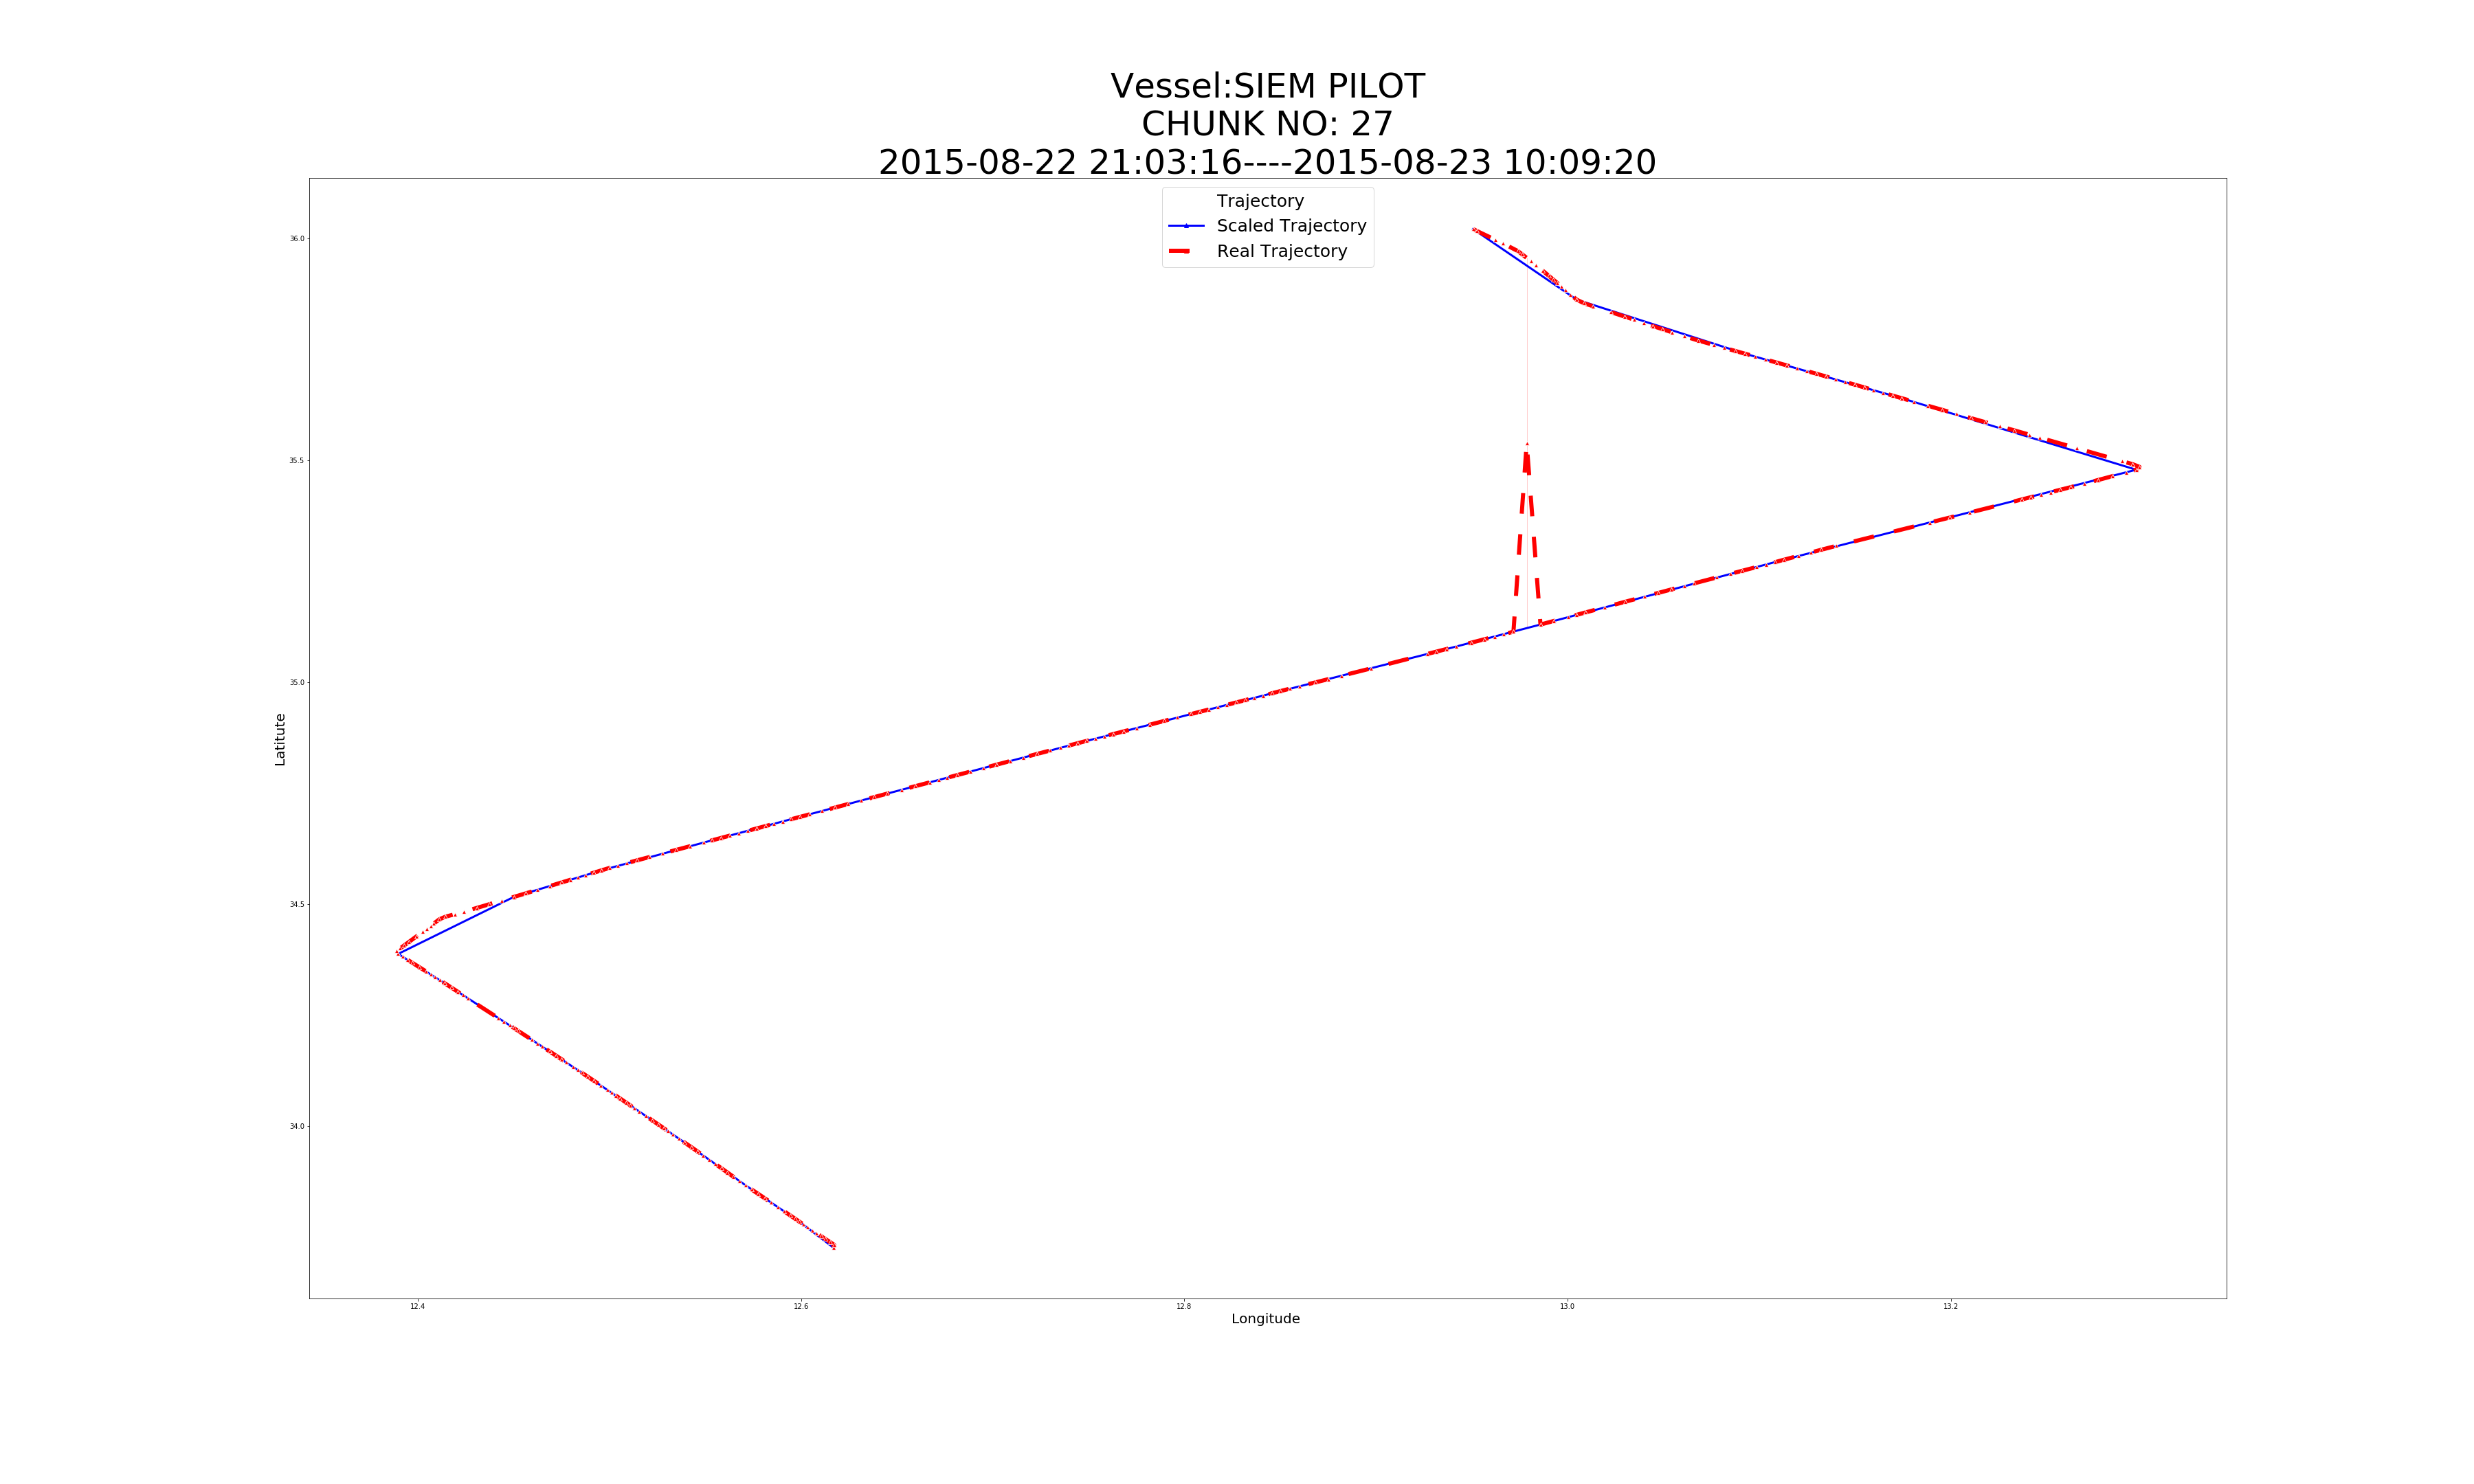 Vessel:SIEM PILOT
CHUNK NO: 27
2015-08-22 21:03:16----2015-08-23 10:09:20
Trajectory
Scaled Trajectory
Real Trajectory
36.0
35.5
35.0
34.5
34.0
Latitute
12.4
12.6
12.8
13.0
13.2
Longitude